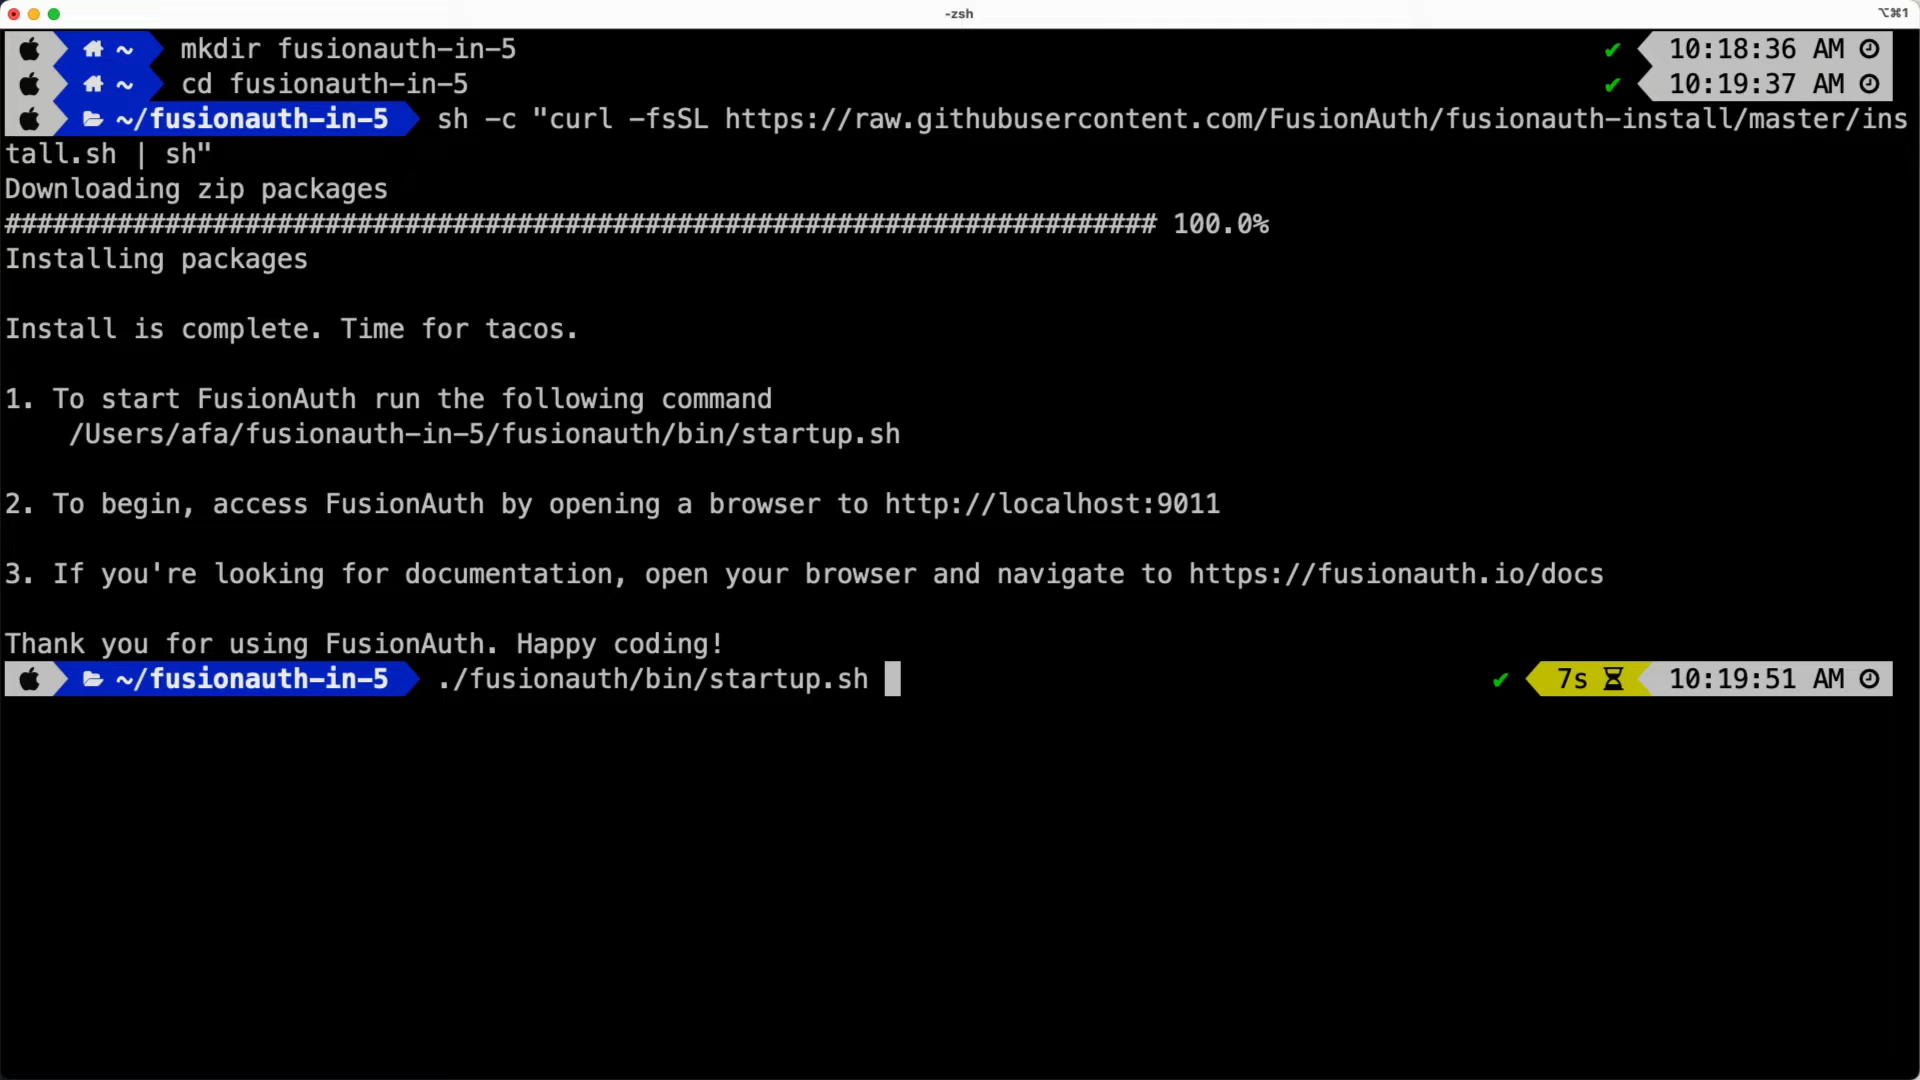 -zsh
⌥⌘1
~ mkdir fusionauth-in-5 ✔ 10:18:36 AM
~ cd fusionauth-in-5 ✔ 10:19:37 AM
~/fusionauth-in-5 sh -c "curl -fsSL https://raw.githubusercontent.com/FusionAuth/fusionauth-install/master/ins
tall.sh | sh"
Downloading zip packages
######################################################################## 100.0%
Installing packages
Install is complete. Time for tacos.
1. To start FusionAuth run the following command
/Users/afa/fusionauth-in-5/fusionauth/bin/startup.sh
2. To begin, access FusionAuth by opening a browser to http://localhost:9011
3. If you're looking for documentation, open your browser and navigate to https://fusionauth.io/docs
Thank you for using FusionAuth. Happy coding!
~/fusionauth-in-5 ./fusionauth/bin/startup.sh ✔ 7s 10:19:51 AM